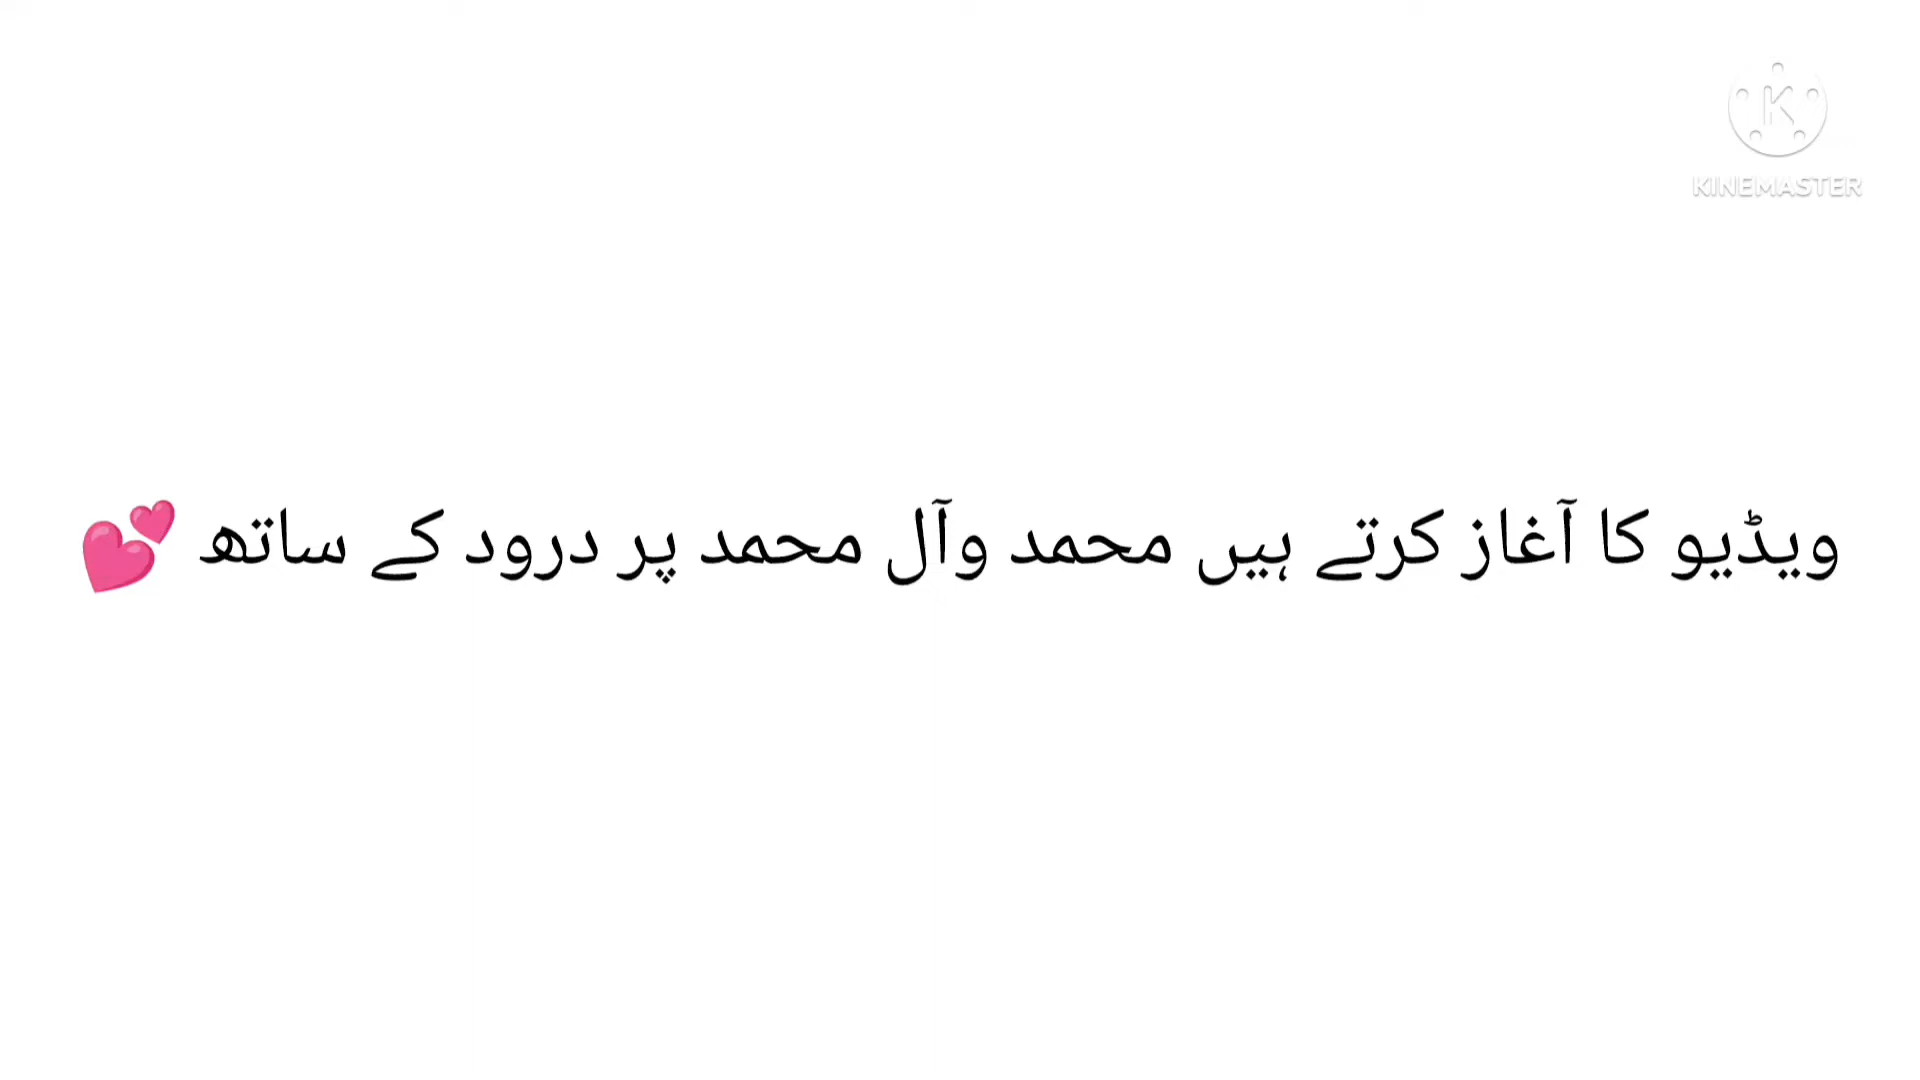 KINEMASTER
ویڈیو کا آغاز کرتے ہیں محمد وآل محمد پر درود کے ساتھ 💕